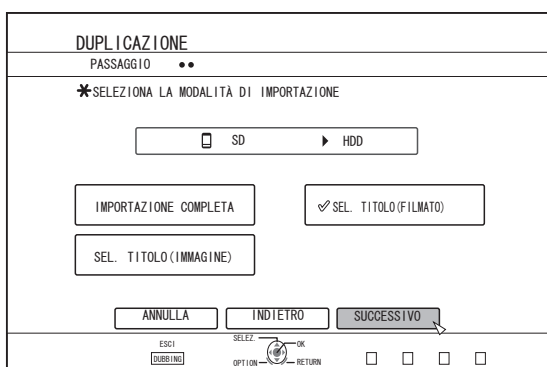 DUPLICAZIONE
PASSAGGIO
SELEZIONA LA MODALITÀ DI IMPORTAZIONE
SD HDD
IMPORTAZIONE COMPLETA
SEL. TITOLO(FILMATO)
SEL. TITOLO(IMMAGINE)
ANNULLA
INDIETRO
SUCCESSIVO
ESCI
DUBBING
SELEZ.
OK
OPTION
RETURN